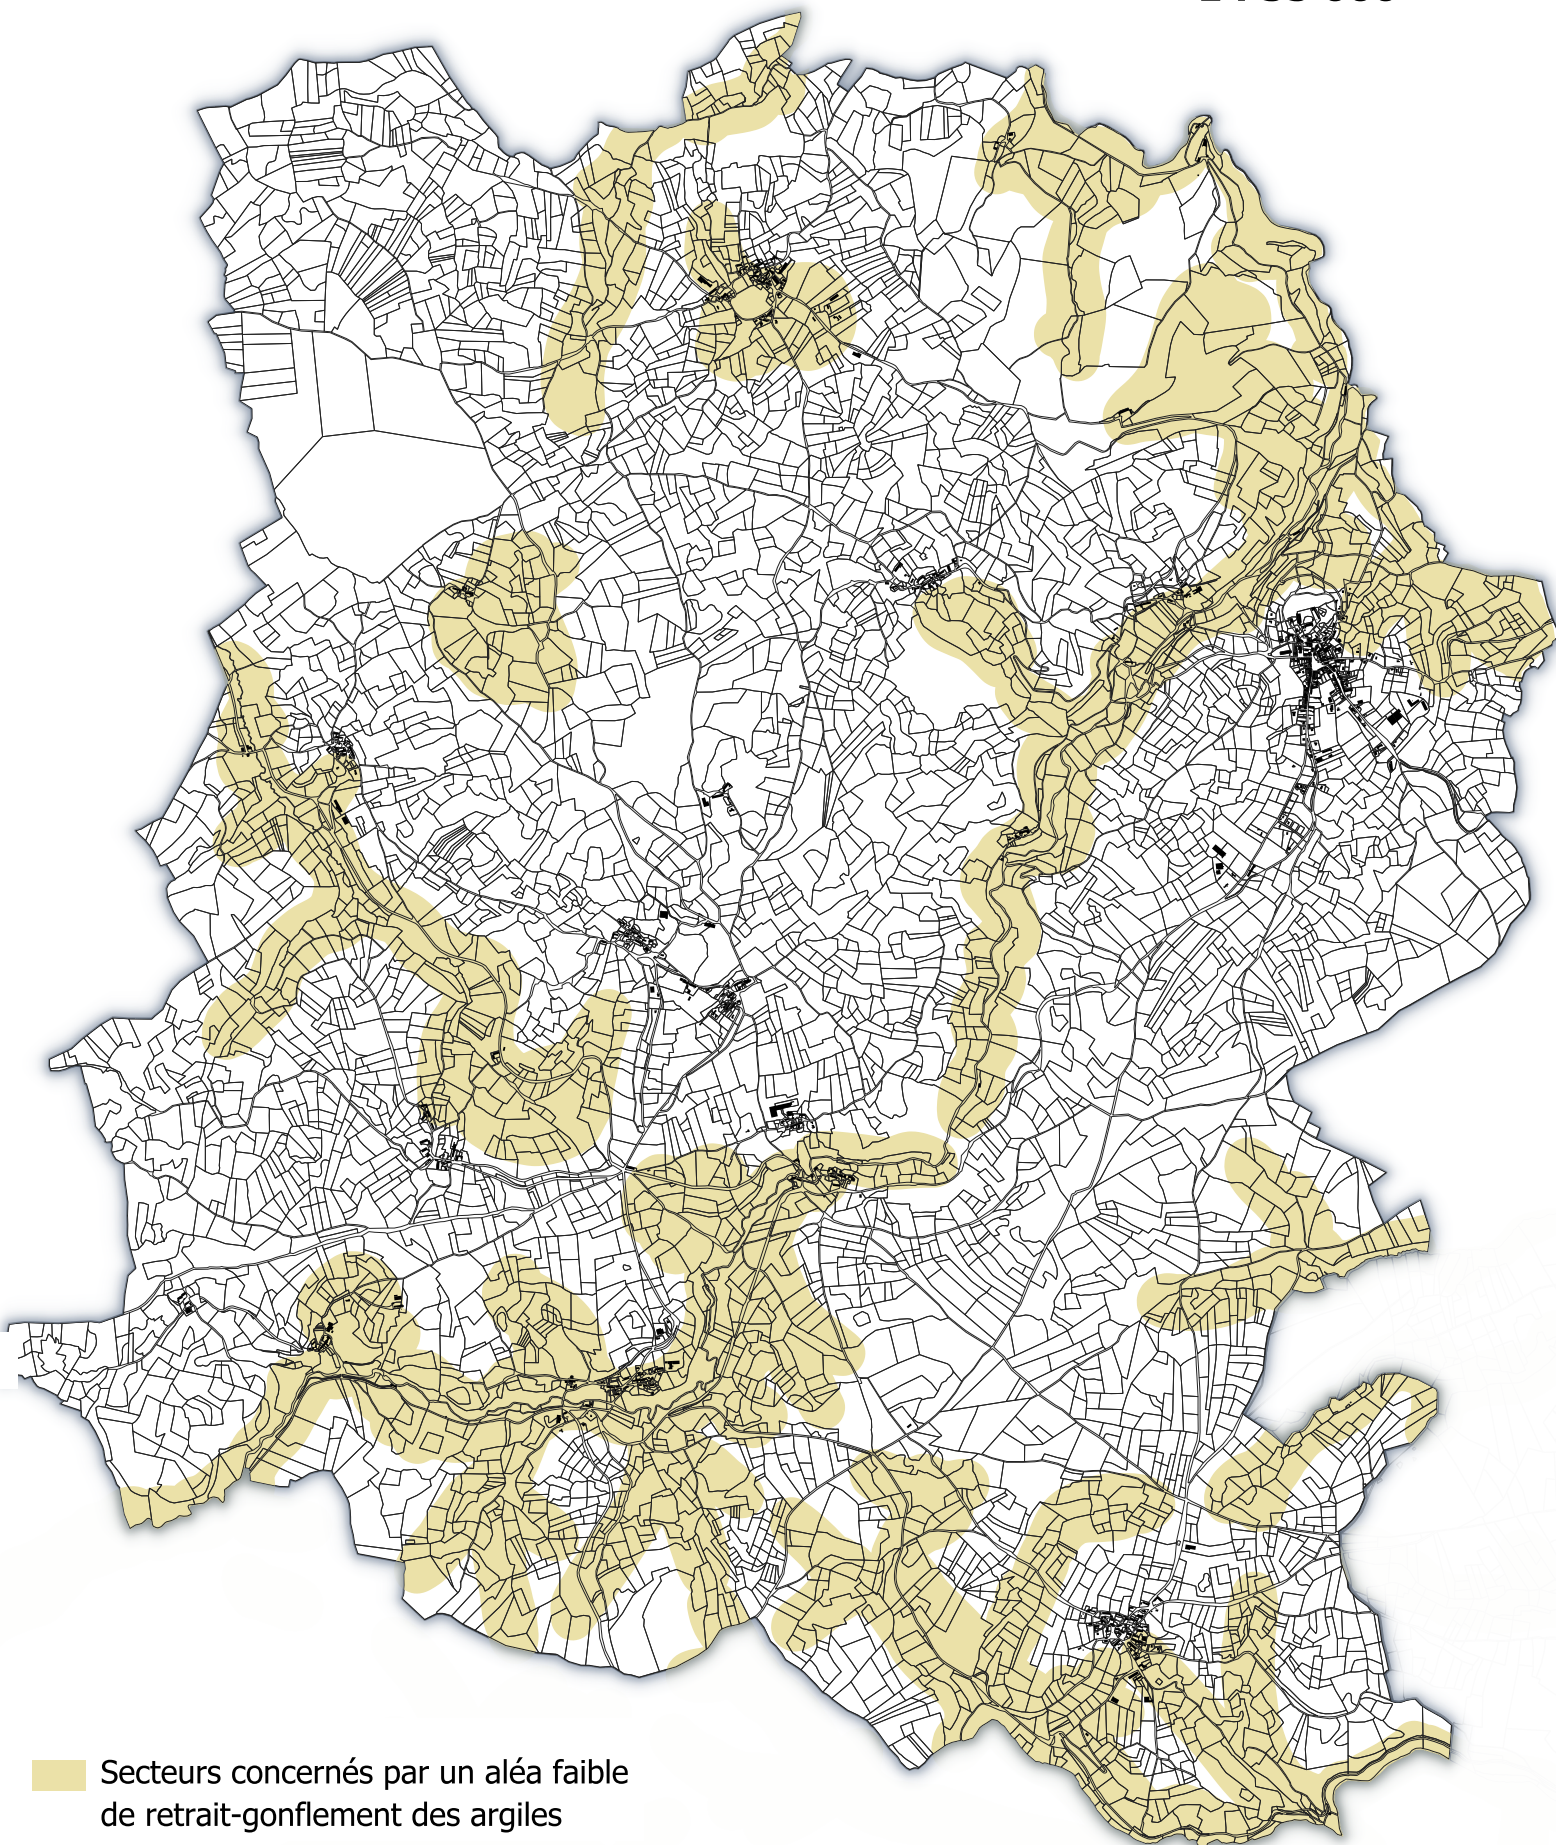 Secteurs concernés par un aléa faible
de retrait-gonflement des argiles